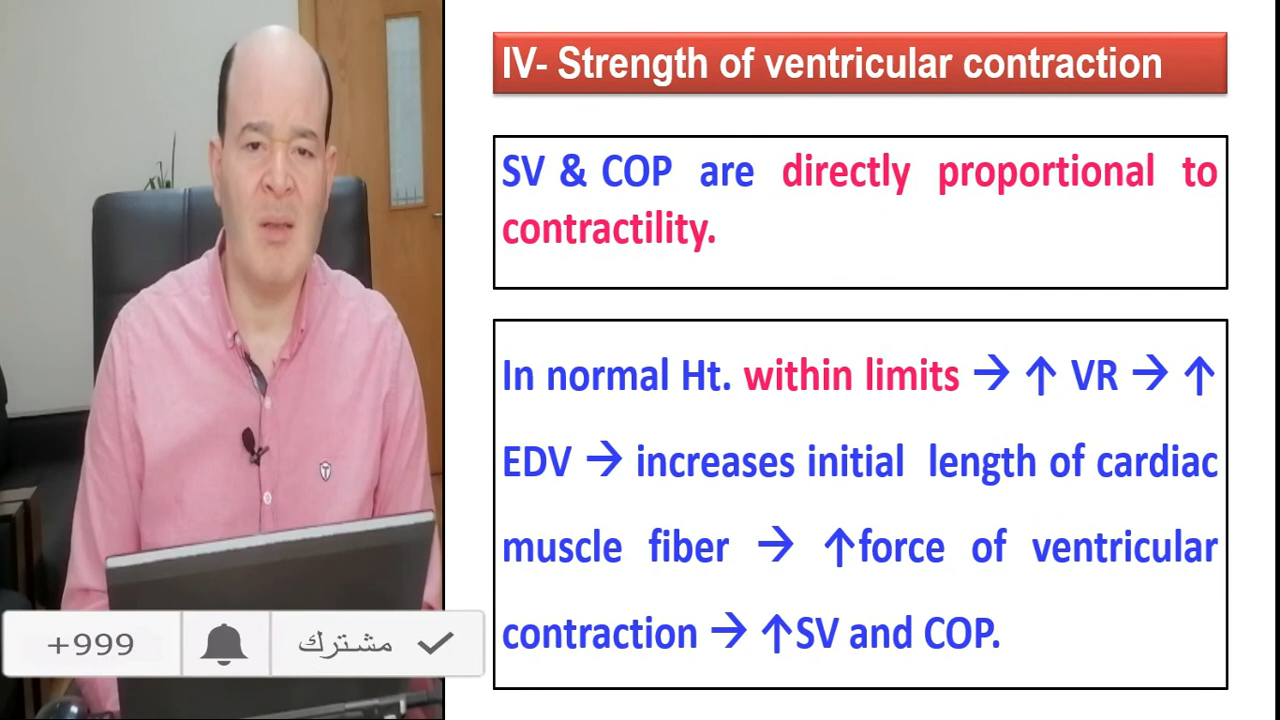 IV- Strength of ventricular contraction
SV & COP are directly proportional to
contractility.
In normal Ht. within limits → ↑ VR → ↑
EDV → increases initial length of cardiac
muscle fiber → ↑force of ventricular
contraction → ↑SV and COP.
+999
مشترك